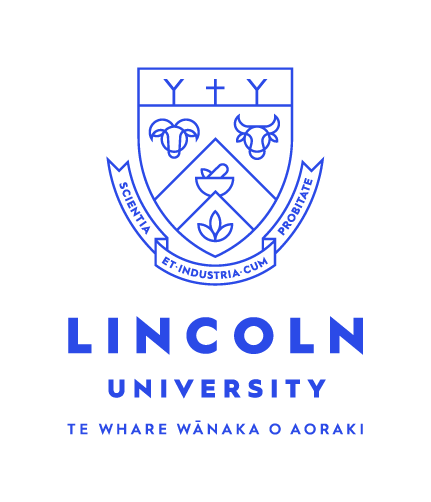 SCIENTIA
ET·INDUSTRIA·CUM
PROBITATE
LINCOLN
UNIVERSITY
TE WHARE WĀNAKA O AORAKI